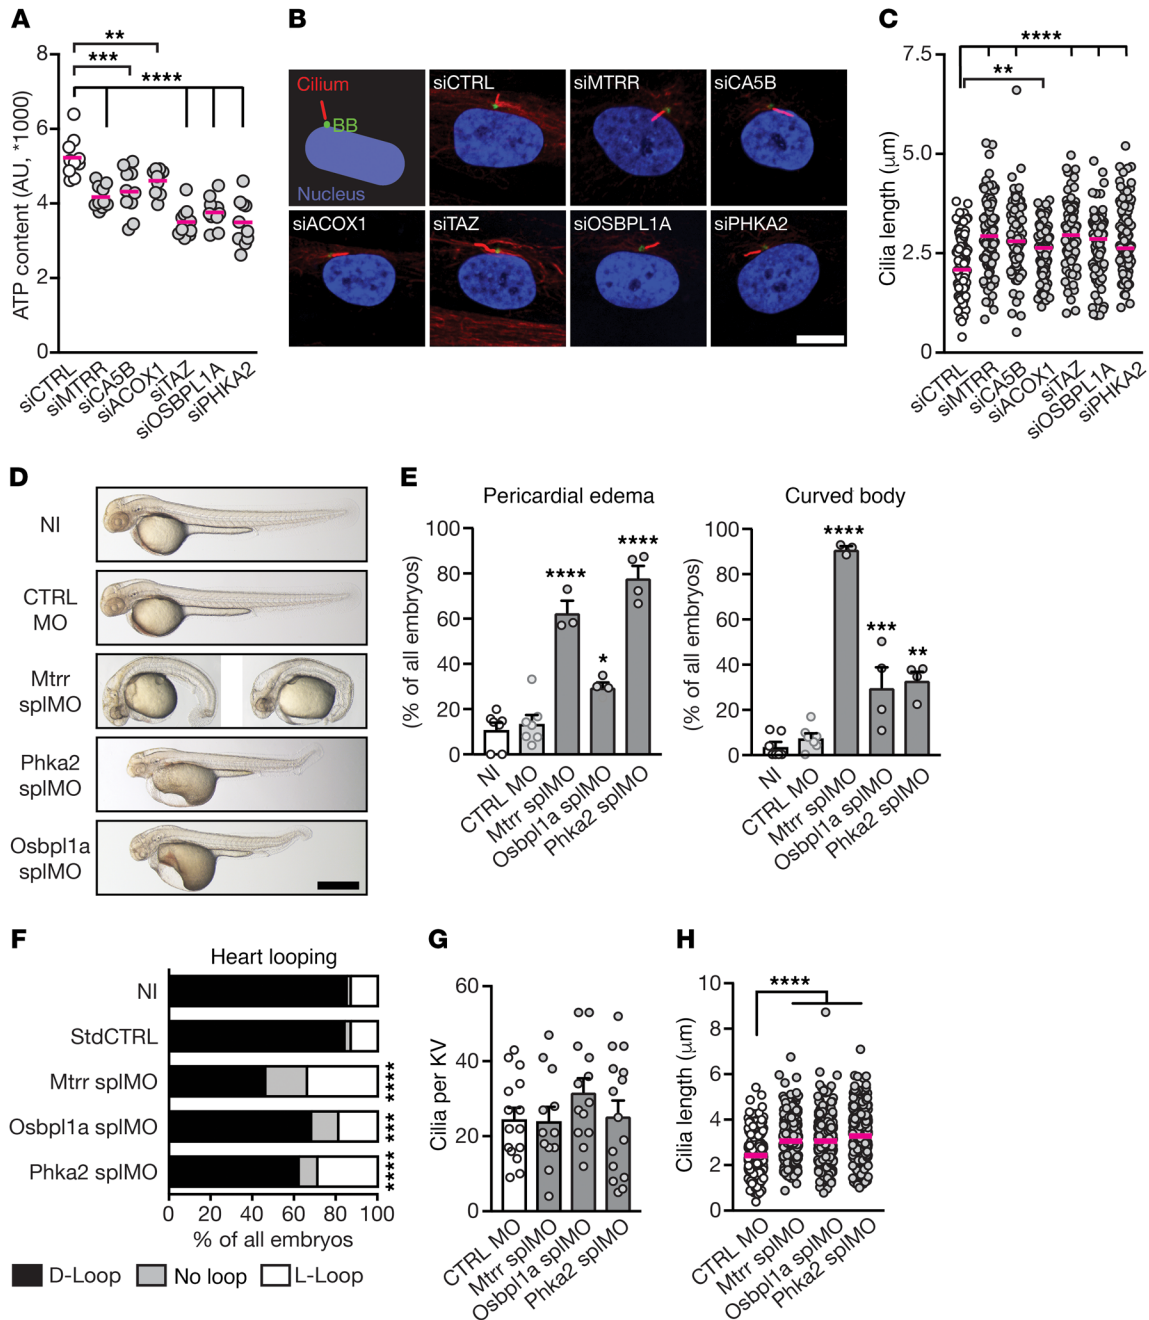 A
**
***
****
8
6
4
2
0
ATP content (AU, *1000)
siCTRL
siMTRR
siCA5B
siACOX1
siTAZ
siOSBPL1A
siPHKA2
B
Cilium
BB
Nucleus
siCTRL
siMTRR
siCA5B
siACOX1
siTAZ
siOSBPL1A
siPHKA2
C
****
**
7.5
5.0
2.5
0
Cilia length (μm)
siCTRL
siMTRR
siCA5B
siACOX1
siTAZ
siOSBPL1A
siPHKA2
D
NI
CTRL
MO
Mtrr
splMO
Phka2
splMO
Osbpl1a
splMO
E
Pericardial edema
100
80
60
40
20
0
(% of all embryos)
****
*
****
NI
CTRL MO
Mtrr splMO
Osbpl1a splMO
Phka2 splMO
Curved body
100
80
60
40
20
0
(% of all embryos)
****
***
**
NI
CTRL MO
Mtrr splMO
Osbpl1a splMO
Phka2 splMO
F
Heart looping
NI
StdCTRL
Mtrr splMO
****
Osbpl1a splMO
***
Phka2 splMO
****
0 20 40 60 80 100
% of all embryos
D-Loop No loop L-Loop
G
60
40
20
0
Cilia per KV
CTRL MO
Mtrr splMO
Osbpl1a splMO
Phka2 splMO
H
****
10
8
6
4
2
0
Cilia length (μm)
CTRL MO
Mtrr splMO
Osbpl1a splMO
Phka2 splMO